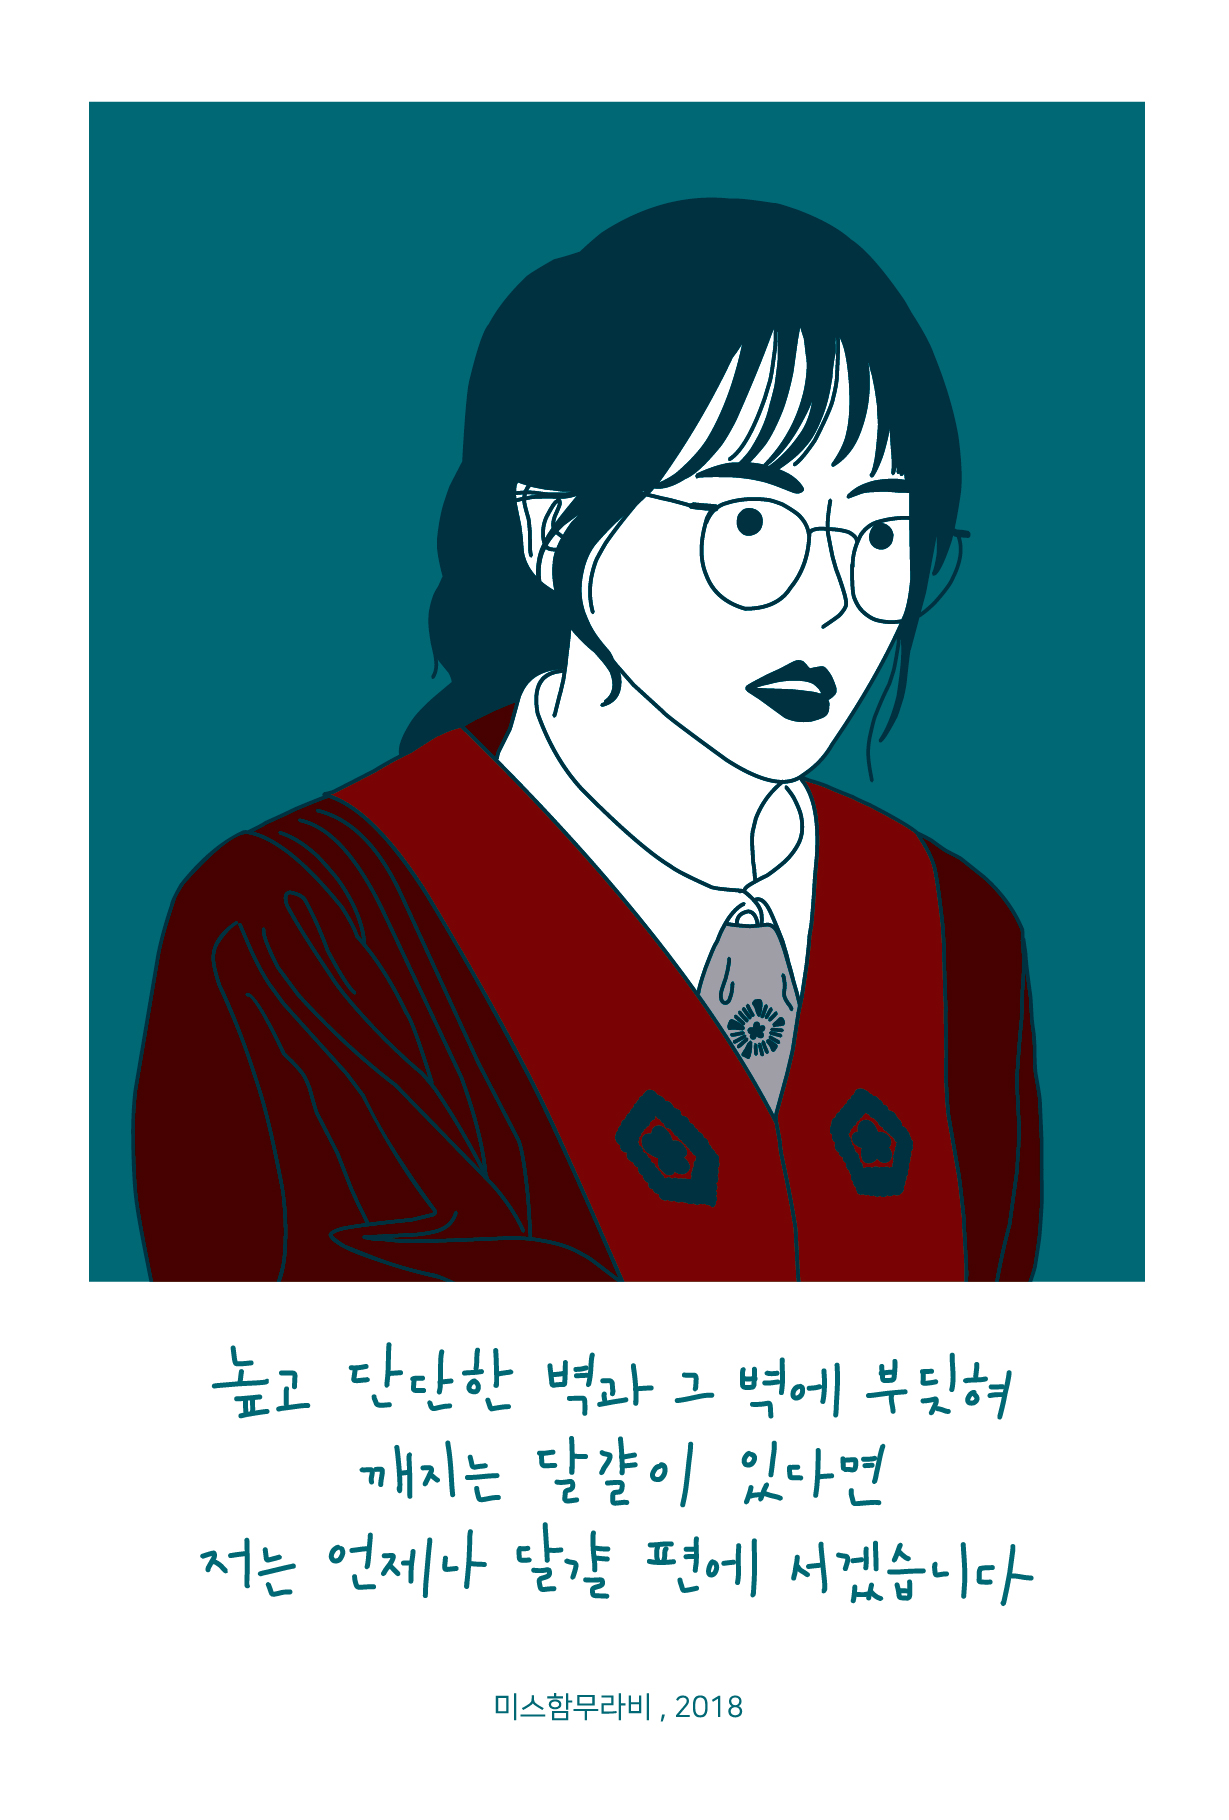 높고 단단한 벽과 그 벽에 부딪혀
깨지는 달걀이 있다면
저는 언제나 달걀 편에 서겠습니다
미스함무라비 , 2018